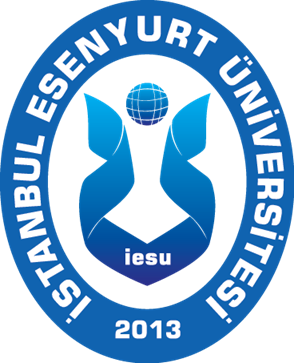 İSTANBUL ESENYURT ÜNİVERSİTESİ
iesu
2013